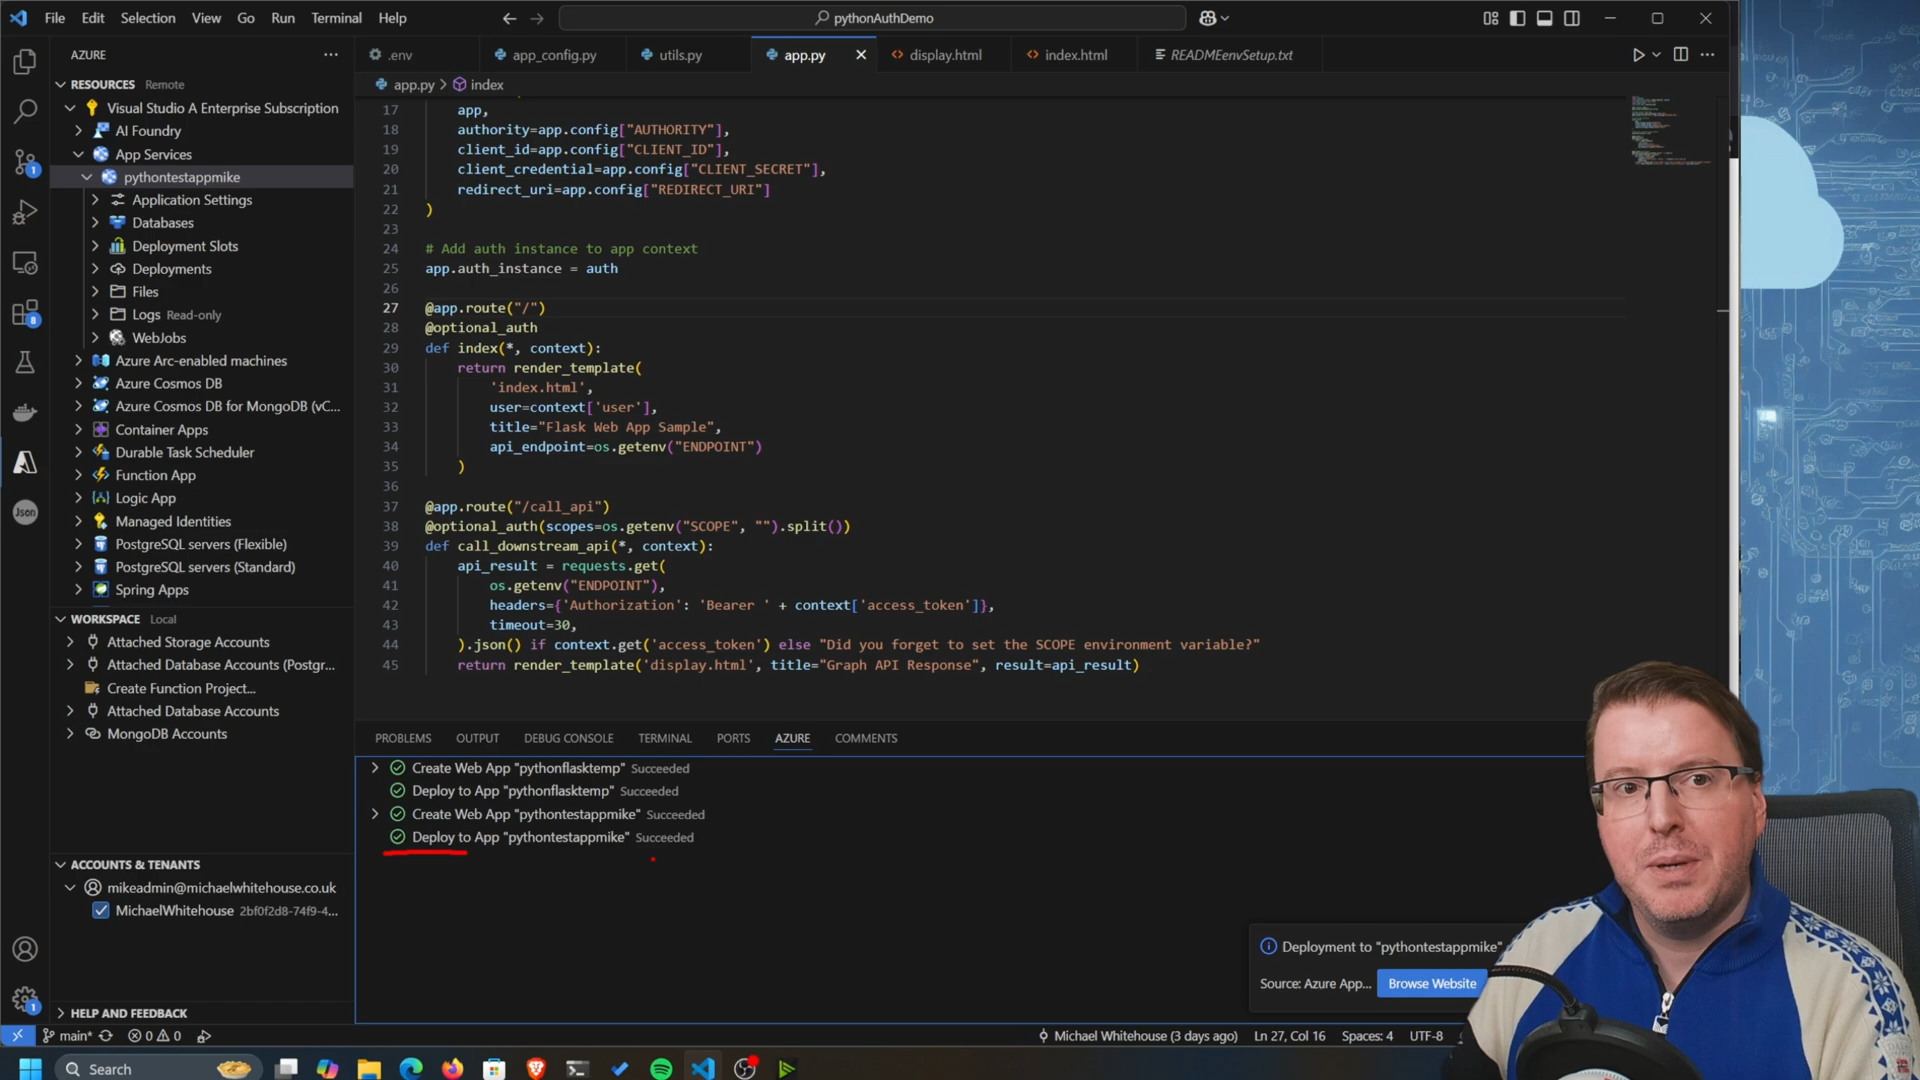 File Edit Selection View Go Run Terminal Help
pythonAuthDemo
AZURE
RESOURCES Remote
Visual Studio A Enterprise Subscription
AI Foundry
App Services
pythontestappmike
Application Settings
Databases
Deployment Slots
Deployments
Files
Logs Read-only
WebJobs
Azure Arc-enabled machines
Azure Cosmos DB
Azure Cosmos DB for MongoDB (vC...
Container Apps
Durable Task Scheduler
Function App
Logic App
Managed Identities
PostgreSQL servers (Flexible)
PostgreSQL servers (Standard)
Spring Apps
WORKSPACE Local
Attached Storage Accounts
Attached Database Accounts (Postgr...
Create Function Project...
Attached Database Accounts
MongoDB Accounts
ACCOUNTS & TENANTS
mikeadmin@michaelwhitehouse.co.uk
MichaelWhitehouse 2bf0f2d8-74f9-4...
HELP AND FEEDBACK
1
8
Json
1
.env app_config.py utils.py app.py display.html index.html READMEenvSetup.txt
app.py > index
17 app,
18 authority=app.config["AUTHORITY"],
19 client_id=app.config["CLIENT_ID"],
20 client_credential=app.config["CLIENT_SECRET"],
21 redirect_uri=app.config["REDIRECT_URI"]
22 )
23
24 # Add auth instance to app context
25 app.auth_instance = auth
26
27 @app.route("/")
28 @optional_auth
29 def index(*, context):
30 return render_template(
31 'index.html',
32 user=context['user'],
33 title="Flask Web App Sample",
34 api_endpoint=os.getenv("ENDPOINT")
35 )
36
37 @app.route("/call_api")
38 @optional_auth(scopes=os.getenv("SCOPE", "").split())
39 def call_downstream_api(*, context):
40 api_result = requests.get(
41 os.getenv("ENDPOINT"),
42 headers={'Authorization': 'Bearer ' + context['access_token']},
43 timeout=30,
44 ).json() if context.get('access_token') else "Did you forget to set the SCOPE environment variable?"
45 return render_template('display.html', title="Graph API Response", result=api_result)
PROBLEMS OUTPUT DEBUG CONSOLE TERMINAL PORTS AZURE COMMENTS
Create Web App "pythonflasktemp" Succeeded
Deploy to App "pythonflasktemp" Succeeded
Create Web App "pythontestappmike" Succeeded
Deploy to App "pythontestappmike" Succeeded
Deployment to "pythontestappmike"
Source: Azure App... Browse Website
main* 0 0 Michael Whitehouse (3 days ago) Ln 27, Col 16 Spaces: 4 UTF-8
Search